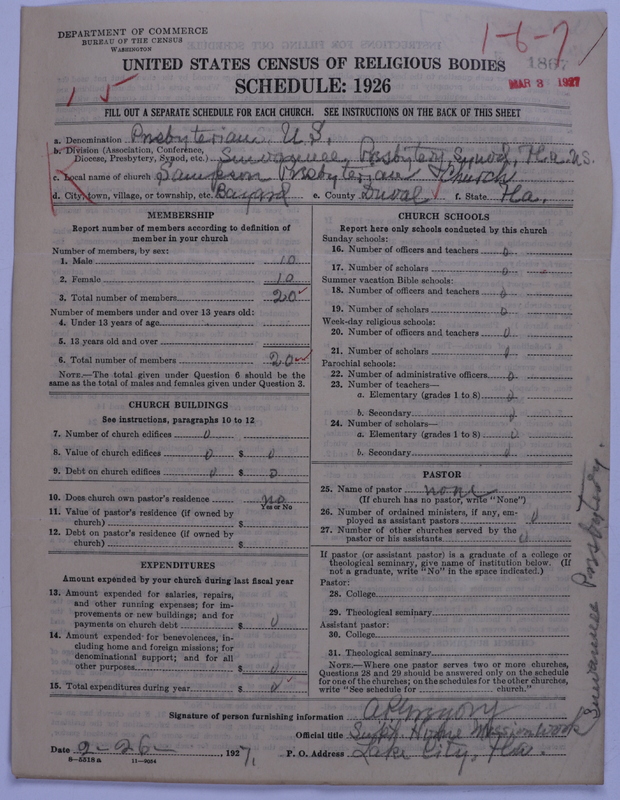 DEPARTMENT OF COMMERCE
BUREAU OF THE CENSUS
WASHINGTON
1-6-7
1867
MAR 3 1927
1 5
UNITED STATES CENSUS OF RELIGIOUS BODIES
SCHEDULE: 1926
FILL OUT A SEPARATE SCHEDULE FOR EACH CHURCH. SEE INSTRUCTIONS ON THE BACK OF THIS SHEET
a. Denomination Presbyterian, U.S.
b. Division (Association, Conference, Diocese, Presbytery, Synod, etc.) Suwannee, Presbytery, Synod, Fla. U.S.
c. Local name of church Sampson Presbyterian Church
d. City, town, village, or township, etc. Bayard e. County Duval f. State Fla.
MEMBERSHIP
Report number of members according to definition of
member in your church
Number of members, by sex:
1. Male 10
2. Female 10
3. Total number of members 20
Number of members under and over 13 years old:
4. Under 13 years of age
5. 13 years old and over
6. Total number of members 20
NOTE.—The total given under Question 6 should be the
same as the total of males and females given under Question 3.
CHURCH BUILDINGS
See instructions, paragraphs 10 to 12
7. Number of church edifices 0
8. Value of church edifices 0 $ 0
9. Debt on church edifices 0 $ 0
10. Does church own pastor's residence no
Yes or No
11. Value of pastor's residence (if owned by
church) $
12. Debt on pastor's residence (if owned by
church) $
EXPENDITURES
Amount expended by your church during last fiscal year
13. Amount expended for salaries, repairs,
and other running expenses; for im-
provements or new buildings; and for
payments on church debt $ 0
14. Amount expended for benevolences, in-
cluding home and foreign missions; for
denominational support; and for all
other purposes $ 0
15. Total expenditures during year $ 0
CHURCH SCHOOLS
Report here only schools conducted by this church
Sunday schools:
16. Number of officers and teachers 0
17. Number of scholars 0
Summer vacation Bible schools:
18. Number of officers and teachers 0
19. Number of scholars 0
Week-day religious schools:
20. Number of officers and teachers 0
21. Number of scholars 0
Parochial schools:
22. Number of administrative officers 0
23. Number of teachers—
a. Elementary (grades 1 to 8) 0
b. Secondary 0
24. Number of scholars—
a. Elementary (grades 1 to 8) 0
b. Secondary 0
PASTOR
25. Name of pastor none
(If church has no pastor, write "None")
26. Number of ordained ministers, if any, em-
ployed as assistant pastors 0
27. Number of other churches served by the
pastor or his assistants 0
If pastor (or assistant pastor) is a graduate of a college or
theological seminary, give name of institution below. (If
not a graduate, write "No" in the space indicated.)
Pastor:
28. College
29. Theological seminary
Assistant pastor:
30. College
31. Theological seminary
NOTE.—Where one pastor serves two or more churches,
Questions 28 and 29 should be answered only on the schedule
for one of the churches; on the schedules for the other churches,
write "See schedule for church."
Suwannee Presbytery.
Signature of person furnishing information A R Gregory
Official title Supt. Home Mission work
Date 2-26- 1927, P. O. Address Lake City, Fla.
8-5518 a 11-9034